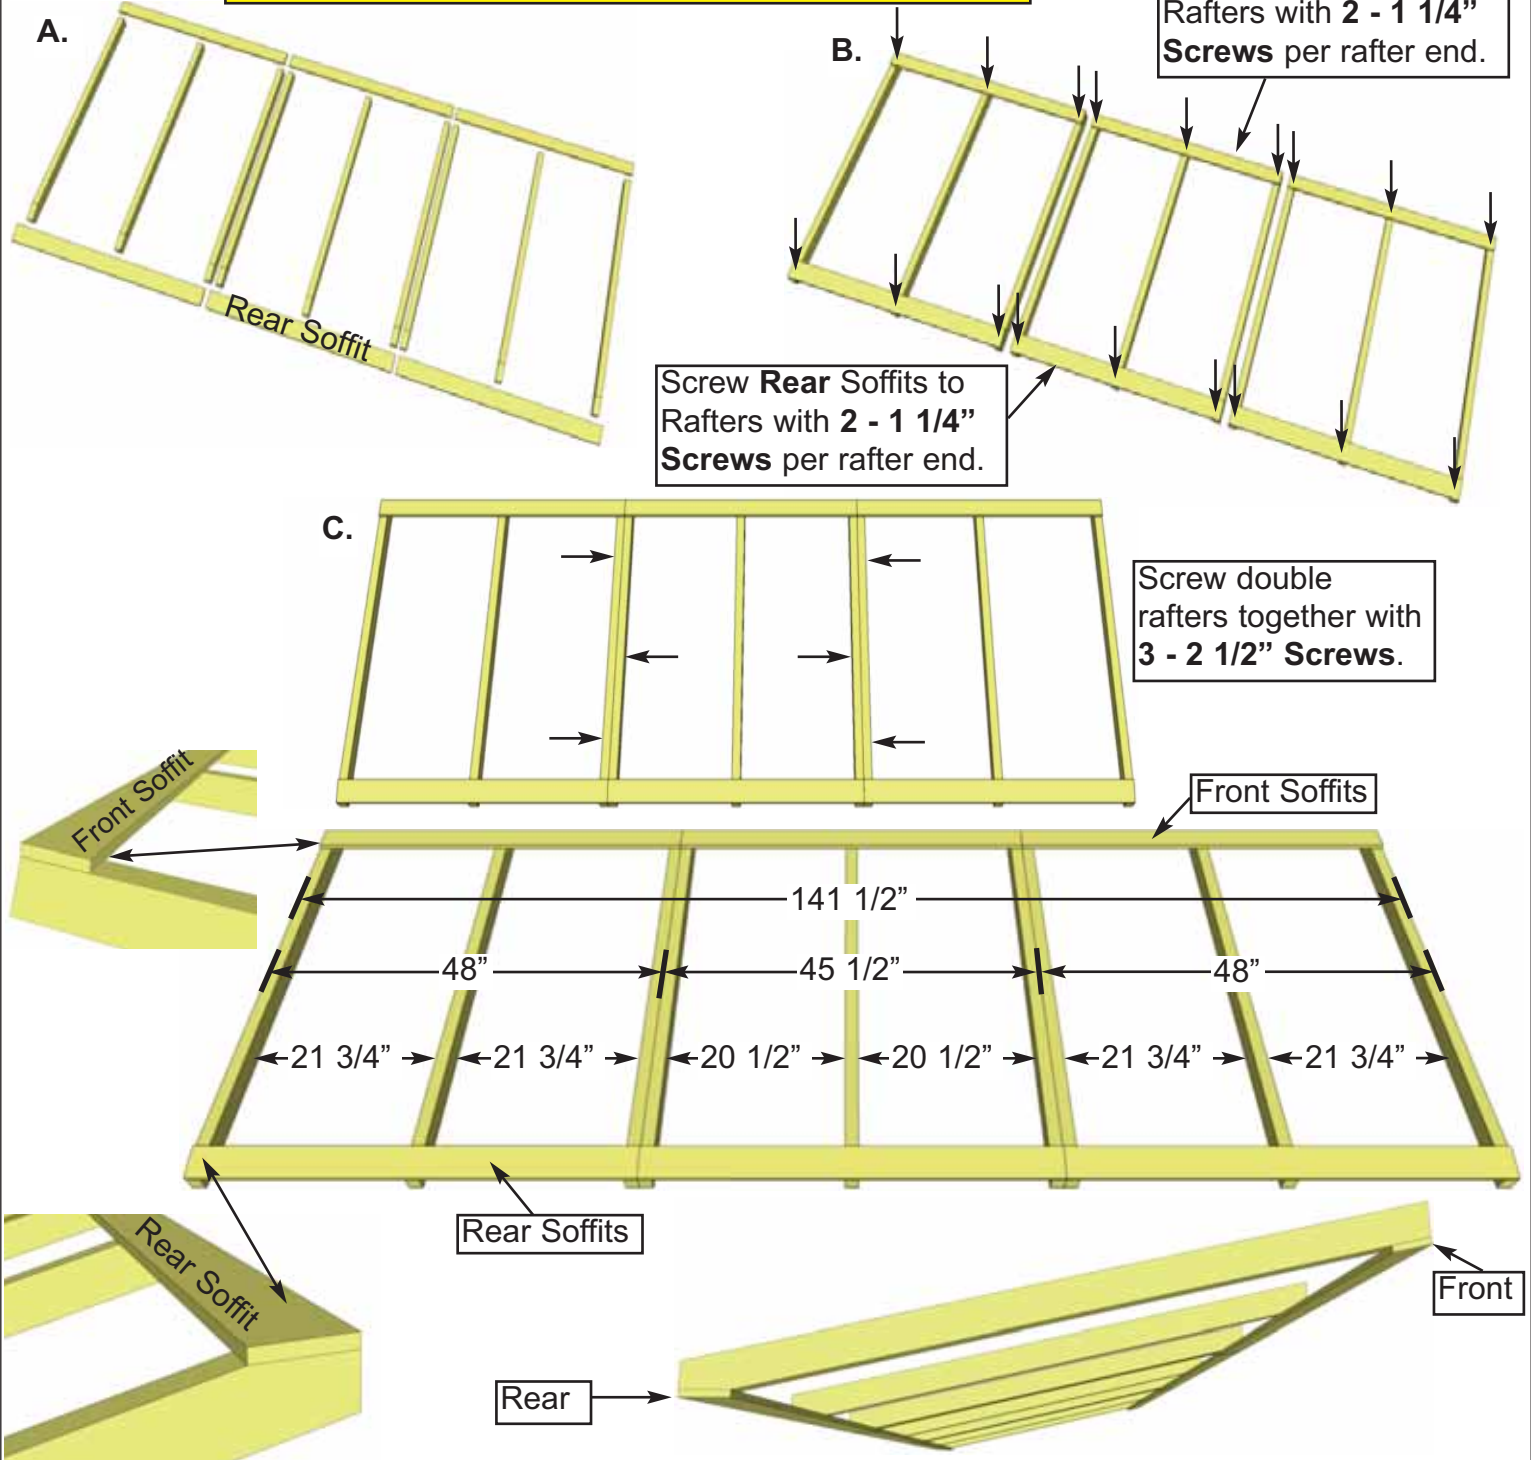 A.
B.
Rafters with 2 - 1 1/4”
Screws per rafter end.
Rear Soffit
Screw Rear Soffits to
Rafters with 2 - 1 1/4”
Screws per rafter end.
C.
Screw double
rafters together with
3 - 2 1/2” Screws.
Front Soffit
Front Soffits
141 1/2”
48”
45 1/2”
48”
21 3/4”
21 3/4”
20 1/2”
20 1/2”
21 3/4”
21 3/4”
Rear Soffits
Rear Soffit
Front
Rear